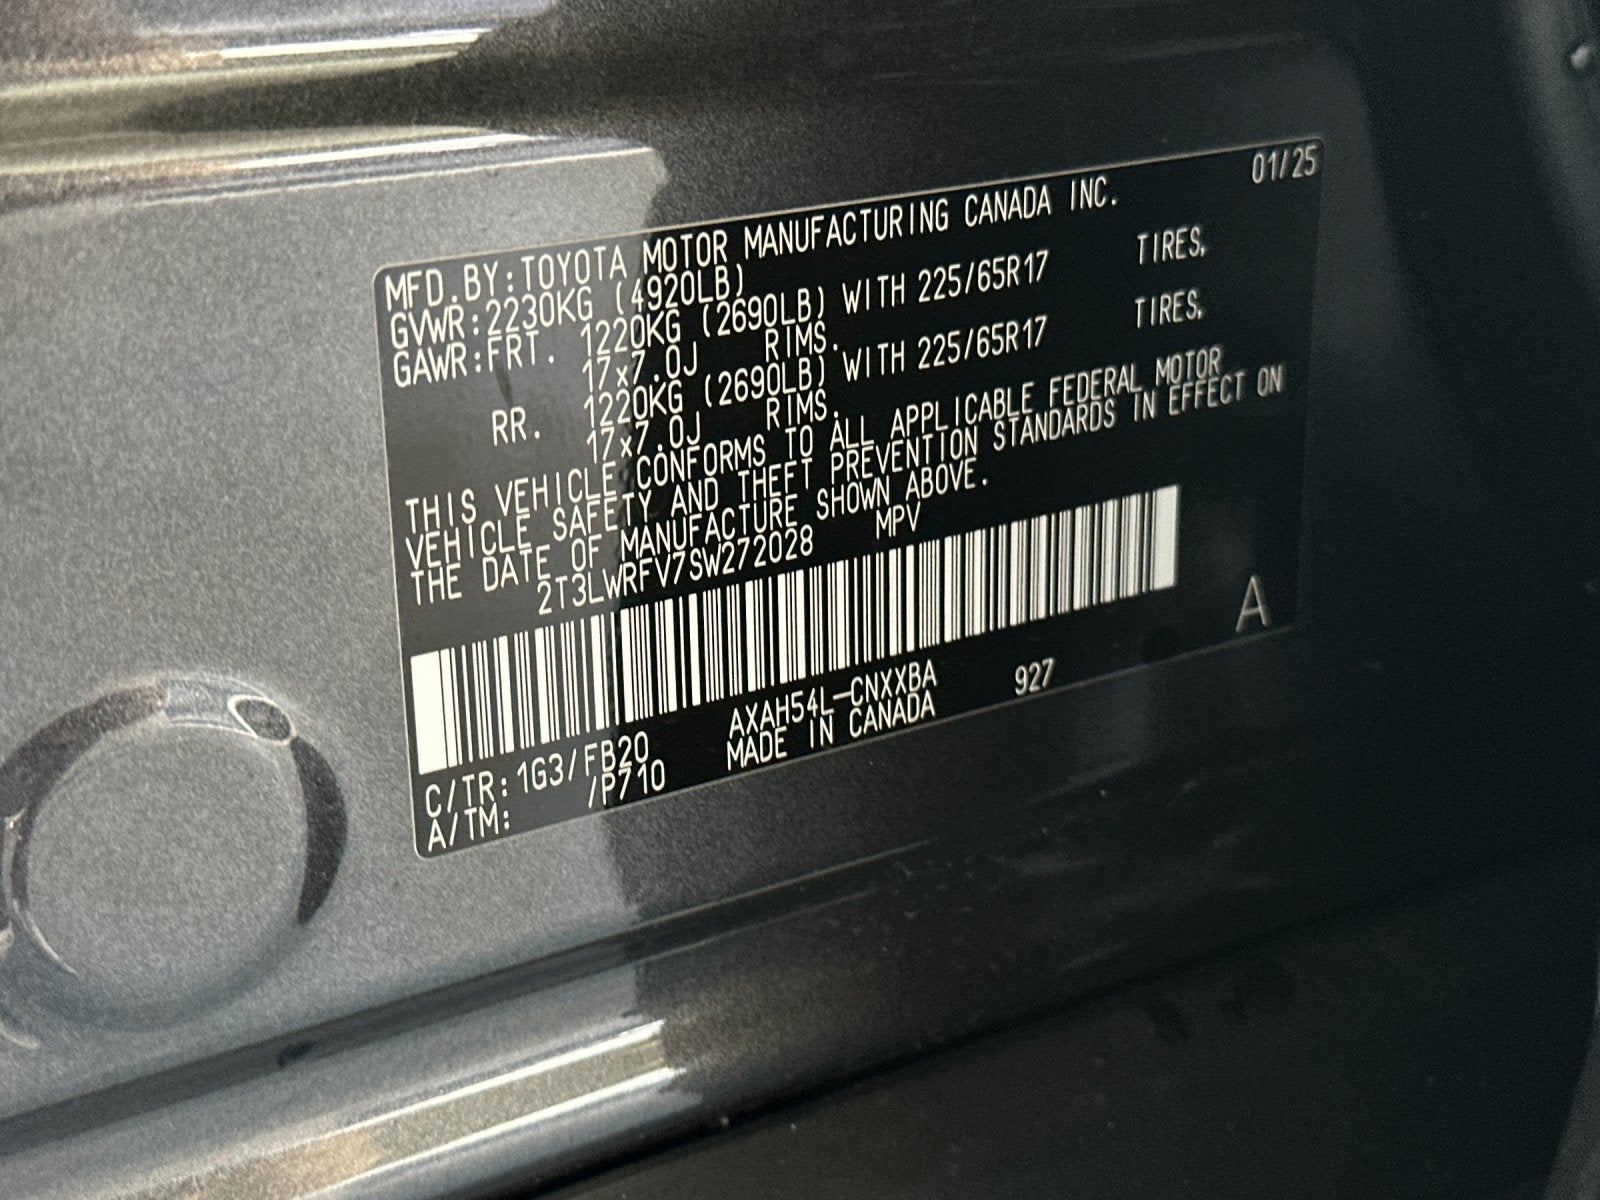 01/25
MFD.BY:TOYOTA MOTOR MANUFACTURING CANADA INC.
GVWR:2230KG (4920LB)
GAWR:FRT. 1220KG (2690LB) WITH 225/65R17 TIRES,
17x7.0J RIMS.
RR. 1220KG (2690LB) WITH 225/65R17 TIRES,
17x7.0J RIMS.
THIS VEHICLE CONFORMS TO ALL APPLICABLE FEDERAL MOTOR
VEHICLE SAFETY AND THEFT PREVENTION STANDARDS IN EFFECT ON
THE DATE OF MANUFACTURE SHOWN ABOVE.
2T3LWRFV7SW272028 MPV
A
C/TR:1G3/FB20 AXAH54L-CNXXBA 927
A/TM: /P710 MADE IN CANADA